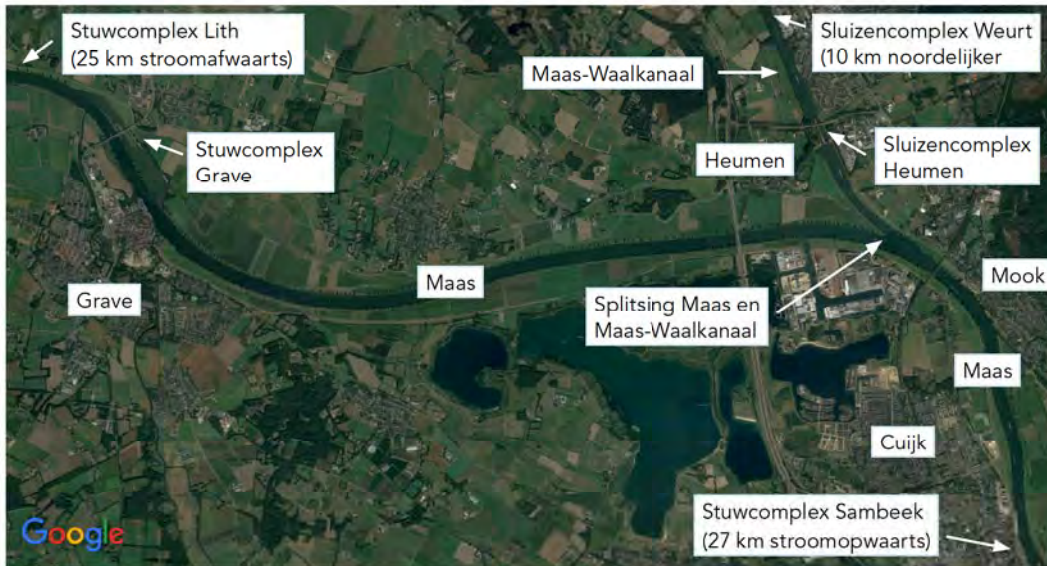 Stuwcomplex Lith
(25 km stroomafwaarts)
Sluizencomplex Weurt
(10 km noordelijker
Maas-Waalkanaal
Stuwcomplex
Grave
Heumen
Sluizencomplex
Heumen
Maas
Grave
Mook
Splitsing Maas en
Maas-Waalkanaal
Maas
Cuijk
Stuwcomplex Sambeek
(27 km stroomopwaarts)
Google